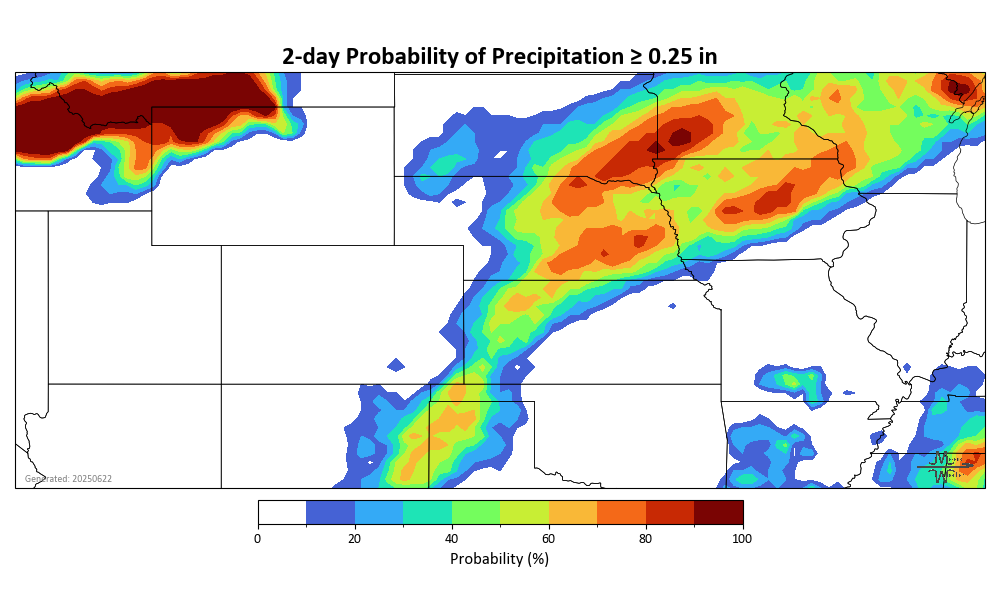 2-day Probability of Precipitation ≥ 0.25 in
Generated: 20250622
0 20 40 60 80 100
Probability (%)